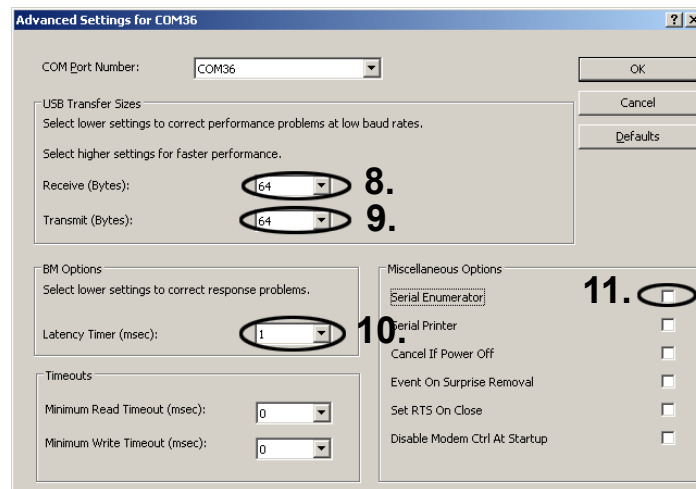 Advanced Settings for COM36
COM Port Number:
COM36
OK
Cancel
Defaults
USB Transfer Sizes
Select lower settings to correct performance problems at low baud rates.
Select higher settings for faster performance.
Receive (Bytes):
64
8.
Transmit (Bytes):
64
9.
BM Options
Select lower settings to correct response problems.
Latency Timer (msec):
1
10.
Timeouts
Minimum Read Timeout (msec):
0
Minimum Write Timeout (msec):
0
Miscellaneous Options
Serial Enumerator
11.
Serial Printer
Cancel If Power Off
Event On Surprise Removal
Set RTS On Close
Disable Modem Ctrl At Startup